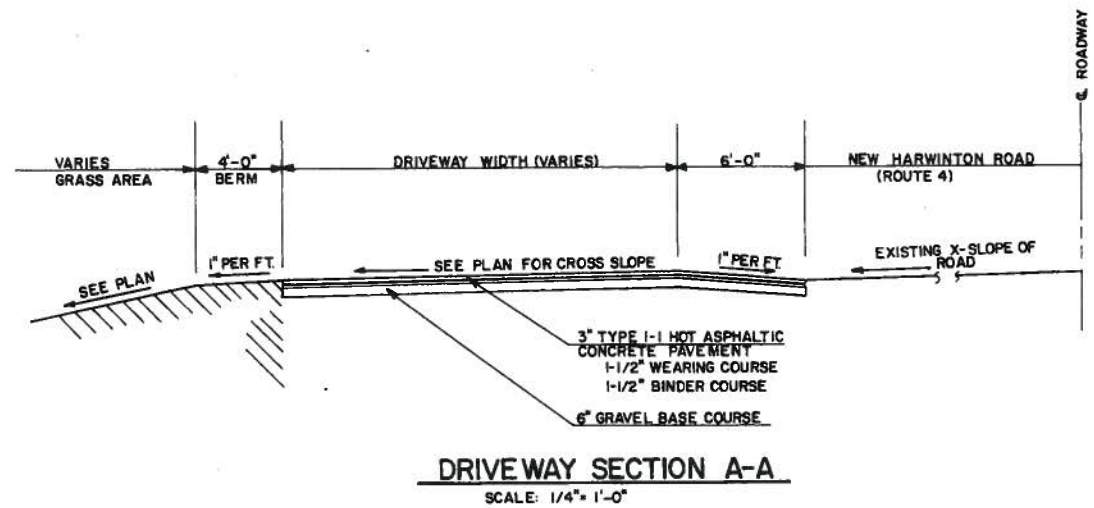 ℄ ROADWAY
VARIES
GRASS AREA
4'-0"
BERM
DRIVEWAY WIDTH (VARIES)
6'-0"
NEW HARWINTON ROAD
(ROUTE 4)
SEE PLAN
1" PER FT.
SEE PLAN FOR CROSS SLOPE
1" PER FT
EXISTING X-SLOPE OF
ROAD
3" TYPE 1-1 HOT ASPHALTIC
CONCRETE PAVEMENT
1-1/2" WEARING COURSE
1-1/2" BINDER COURSE
6" GRAVEL BASE COURSE
DRIVEWAY SECTION A-A
SCALE: 1/4" = 1'-0"